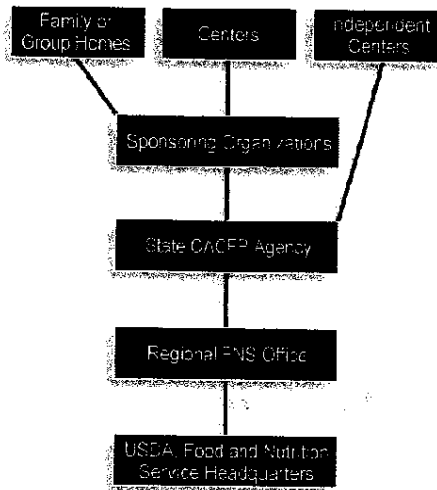 Family or
Group Homes
Centers
Independent
Centers
Sponsoring Organizations
State CACFP Agency
Regional FNS Office
USDA, Food and Nutrition
Service Headquarters